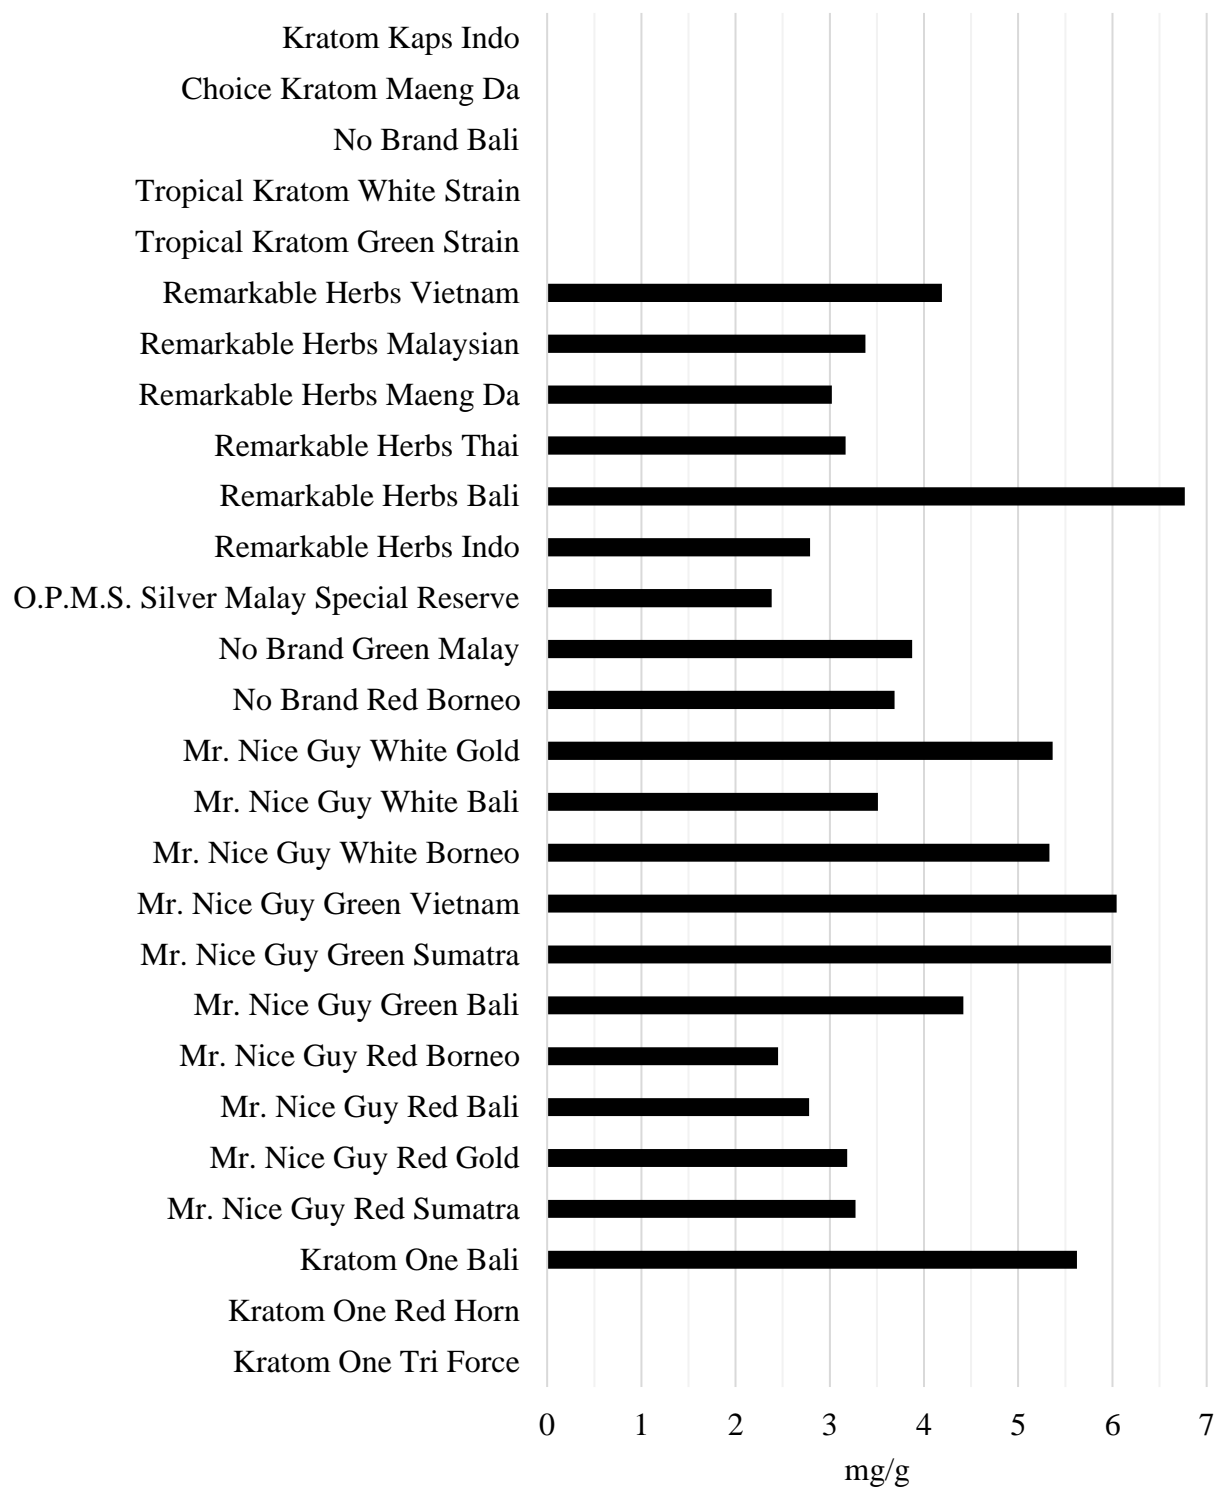 Kratom Kaps Indo
Choice Kratom Maeng Da
No Brand Bali
Tropical Kratom White Strain
Tropical Kratom Green Strain
Remarkable Herbs Vietnam
Remarkable Herbs Malaysian
Remarkable Herbs Maeng Da
Remarkable Herbs Thai
Remarkable Herbs Bali
Remarkable Herbs Indo
O.P.M.S. Silver Malay Special Reserve
No Brand Green Malay
No Brand Red Borneo
Mr. Nice Guy White Gold
Mr. Nice Guy White Bali
Mr. Nice Guy White Borneo
Mr. Nice Guy Green Vietnam
Mr. Nice Guy Green Sumatra
Mr. Nice Guy Green Bali
Mr. Nice Guy Red Borneo
Mr. Nice Guy Red Bali
Mr. Nice Guy Red Gold
Mr. Nice Guy Red Sumatra
Kratom One Bali
Kratom One Red Horn
Kratom One Tri Force
0 1 2 3 4 5 6 7
mg/g